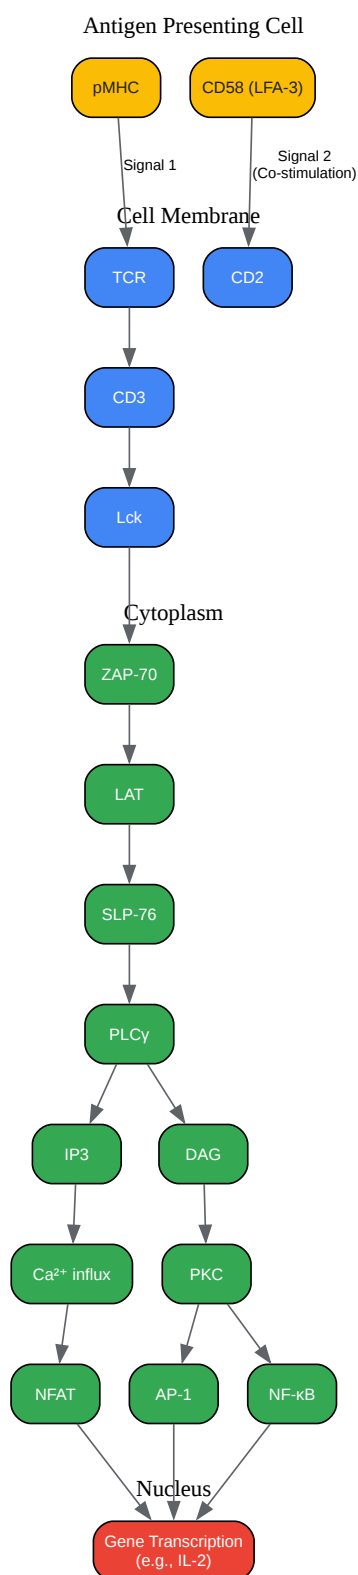 Antigen Presenting Cell
pMHC
CD58 (LFA-3)
Signal 1
Signal 2
(Co-stimulation)
Cell Membrane
TCR
CD2
CD3
Lck
Cytoplasm
ZAP-70
LAT
SLP-76
PLCγ
IP3
DAG
Ca²⁺ influx
PKC
NFAT
AP-1
NF-κB
Nucleus
Gene Transcription
(e.g., IL-2)